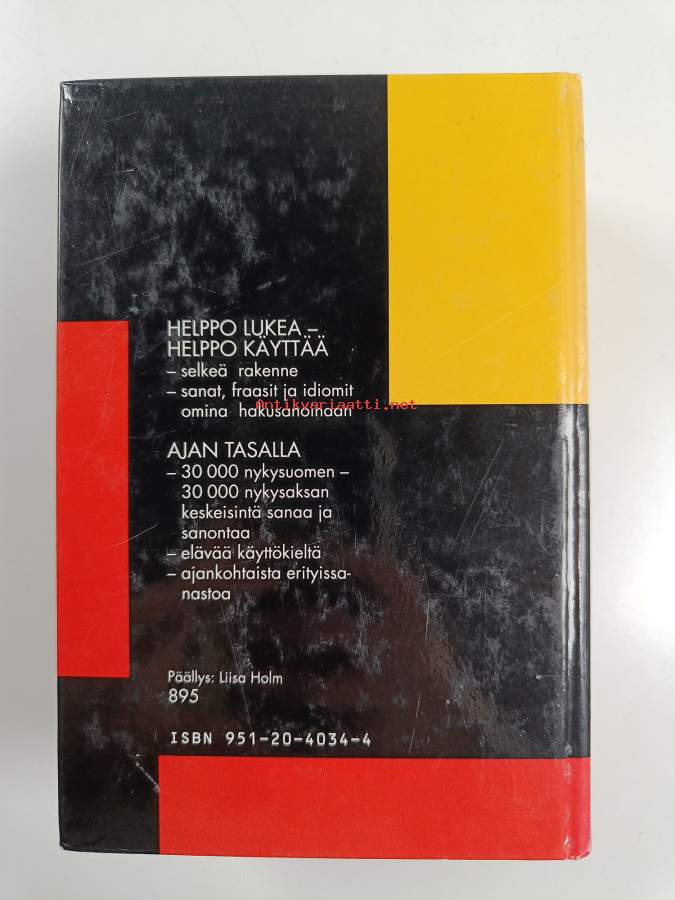 HELPPO LUKEA –
HELPPO KÄYTTÄÄ
– selkeä rakenne
– sanat, fraasit ja idiomit
Antikvariaatti.net
omina hakusanoinaan
AJAN TASALLA
– 30 000 nykysuomen –
30 000 nykysaksan
keskeisintä sanaa ja
sanontaa
– elävää käyttökieltä
– ajankohtaista erityissa-
nastoa
Päällys: Liisa Holm
895
ISBN 951-20-4034-4